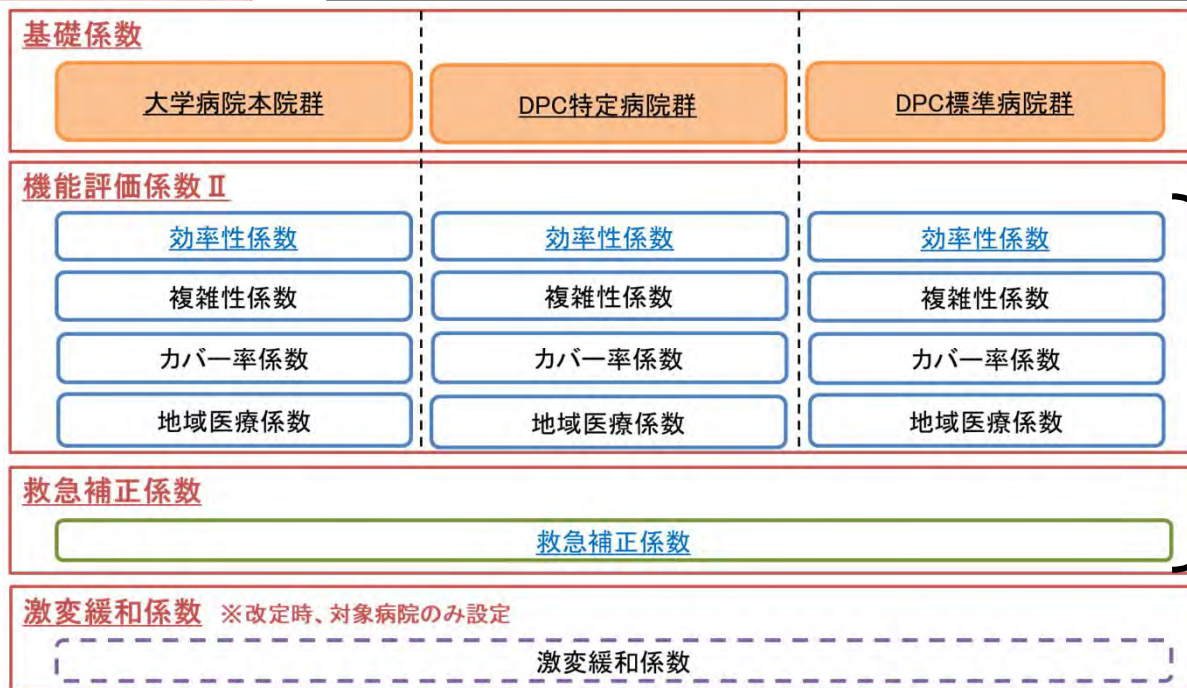 基礎係数
大学病院本院群 DPC特定病院群 DPC標準病院群
機能評価係数Ⅱ
効率性係数 効率性係数 効率性係数
複雑性係数 複雑性係数 複雑性係数
カバー率係数 カバー率係数 カバー率係数
地域医療係数 地域医療係数 地域医療係数
救急補正係数
救急補正係数
激変緩和係数 ※改定時、対象病院のみ設定
激変緩和係数